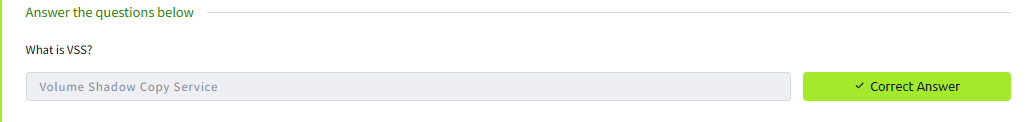 Answer the questions below
What is VSS?
Volume Shadow Copy Service
✓ Correct Answer